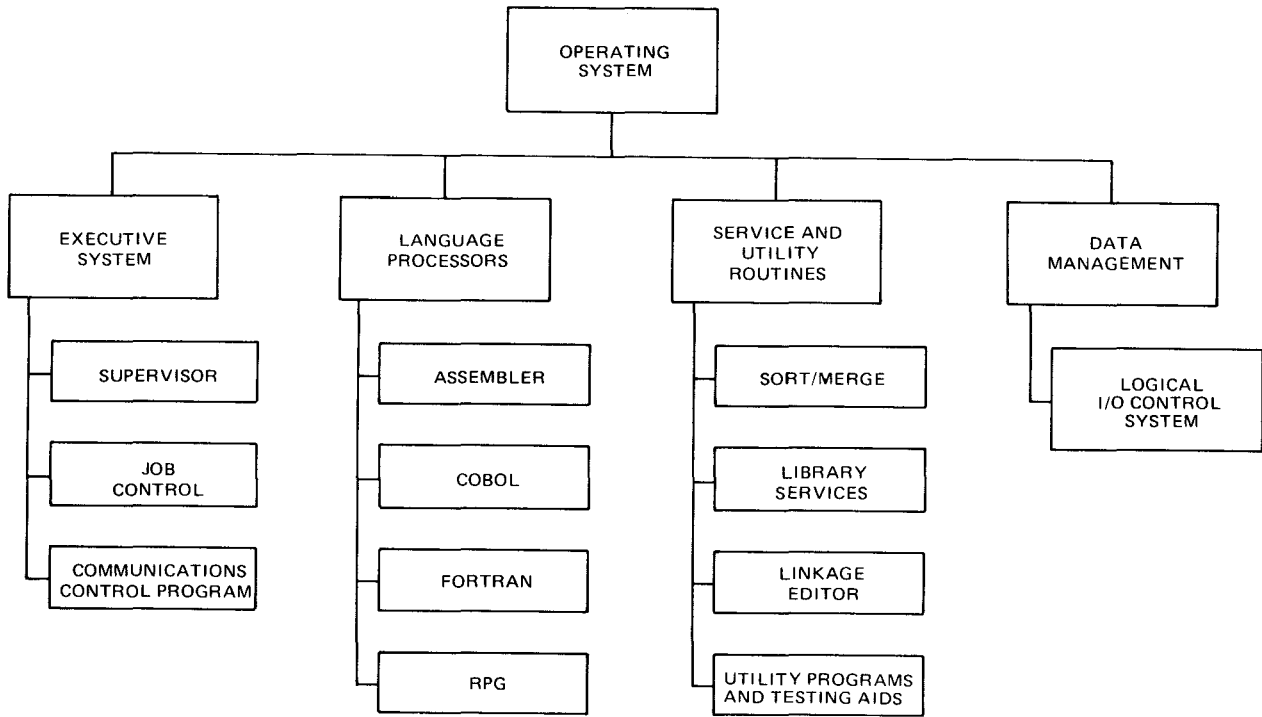 OPERATING
SYSTEM
EXECUTIVE
SYSTEM
LANGUAGE
PROCESSORS
SERVICE AND
UTILITY
ROUTINES
DATA
MANAGEMENT
SUPERVISOR
JOB
CONTROL
COMMUNICATIONS
CONTROL PROGRAM
ASSEMBLER
COBOL
FORTRAN
RPG
SORT/MERGE
LIBRARY
SERVICES
LINKAGE
EDITOR
UTILITY PROGRAMS
AND TESTING AIDS
LOGICAL
I/O CONTROL
SYSTEM